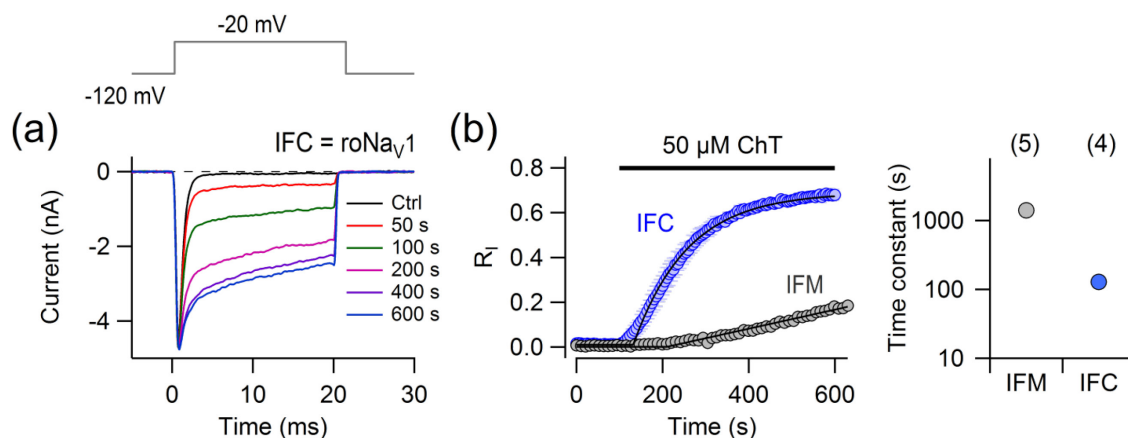 -20 mV
-120 mV
(a)
IFC = roNaV1
Current (nA)
0
-2
-4
Ctrl
50 s
100 s
200 s
400 s
600 s
0 10 20 30
Time (ms)
(b)
50 µM ChT
RI
0.8
0.6
0.4
0.2
0.0
IFC
IFM
0 200 400 600
Time (s)
(5) (4)
Time constant (s)
1000
100
10
IFM IFC